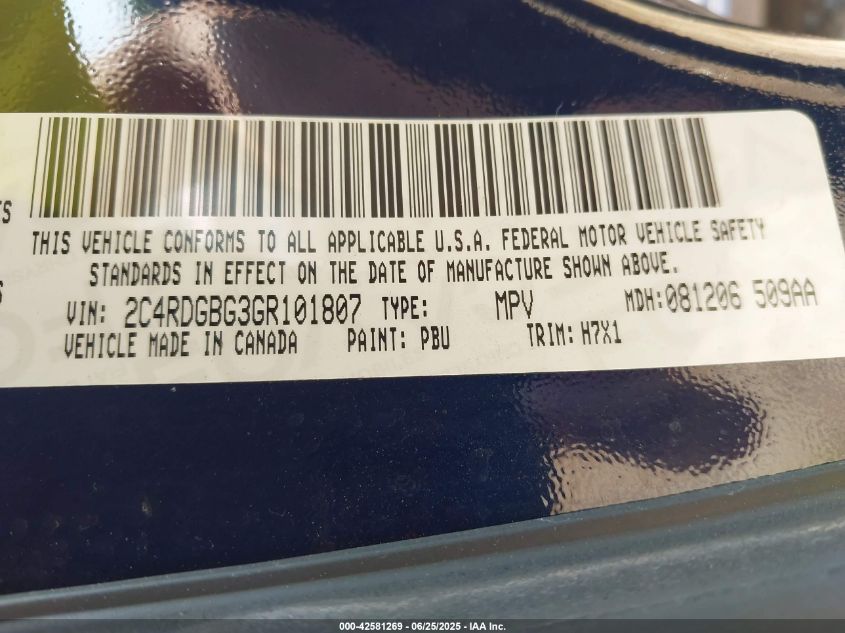 TS
THIS VEHICLE CONFORMS TO ALL APPLICABLE U.S.A. FEDERAL MOTOR VEHICLE SAFETY
STANDARDS IN EFFECT ON THE DATE OF MANUFACTURE SHOWN ABOVE.
S
VIN: 2C4RDGBG3GR101807 TYPE: MPV MDH: 081206 509AA
VEHICLE MADE IN CANADA PAINT: PBU TRIM: H7X1
000-42581269 - 06/25/2025 - IAA Inc.